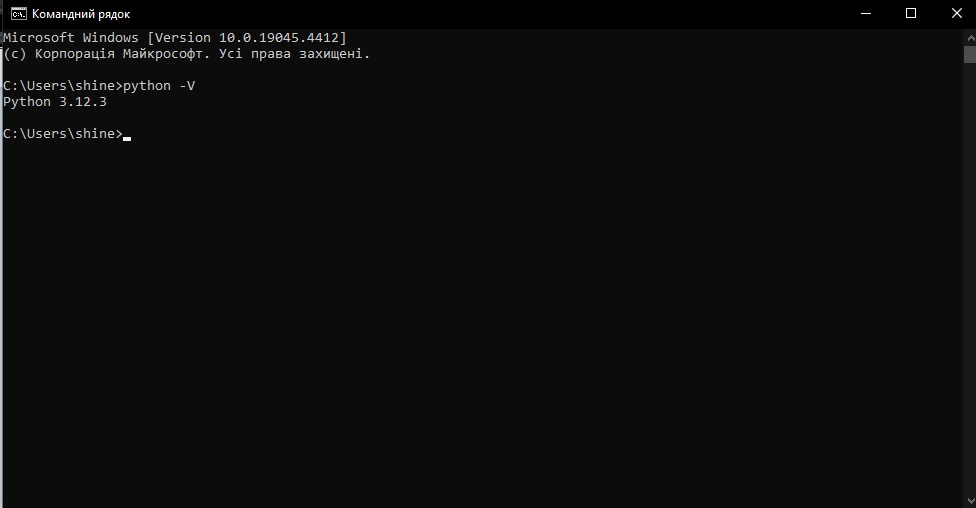 Командний рядок
Microsoft Windows [Version 10.0.19045.4412]
(c) Корпорація Майкрософт. Усі права захищені.
C:\Users\shine>python -V
Python 3.12.3
C:\Users\shine>